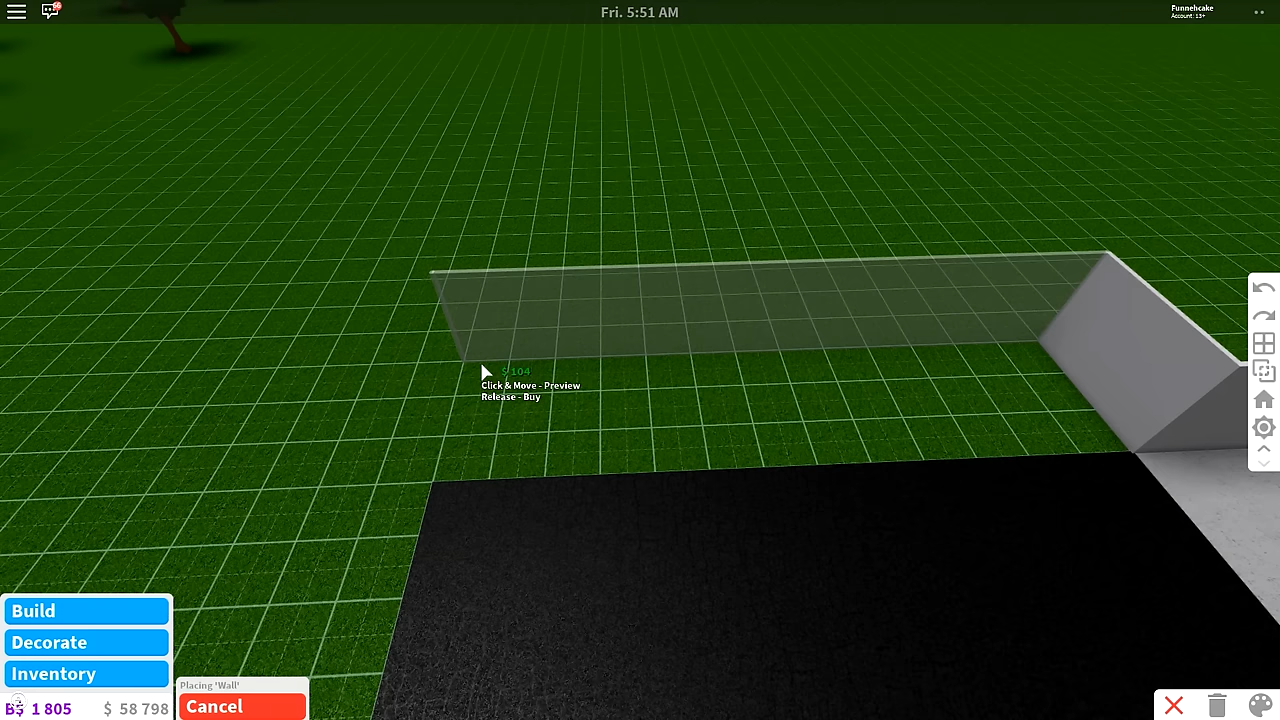 66
Fri. 5:51 AM
Funnehcake
Account: 13+
$ 104
Click & Move - Preview
Release - Buy
Build
Decorate
Inventory
Placing 'Wall'
Cancel
B$ 1 805
$ 58 798